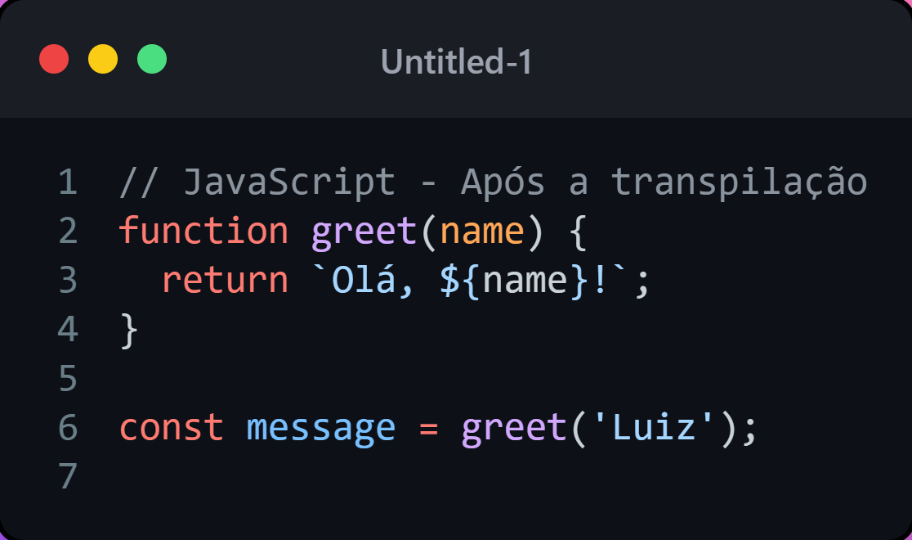 Untitled-1
1 // JavaScript - Após a transpilação
2 function greet(name) {
3   return `Olá, ${name}!`;
4 }
5
6 const message = greet('Luiz');
7